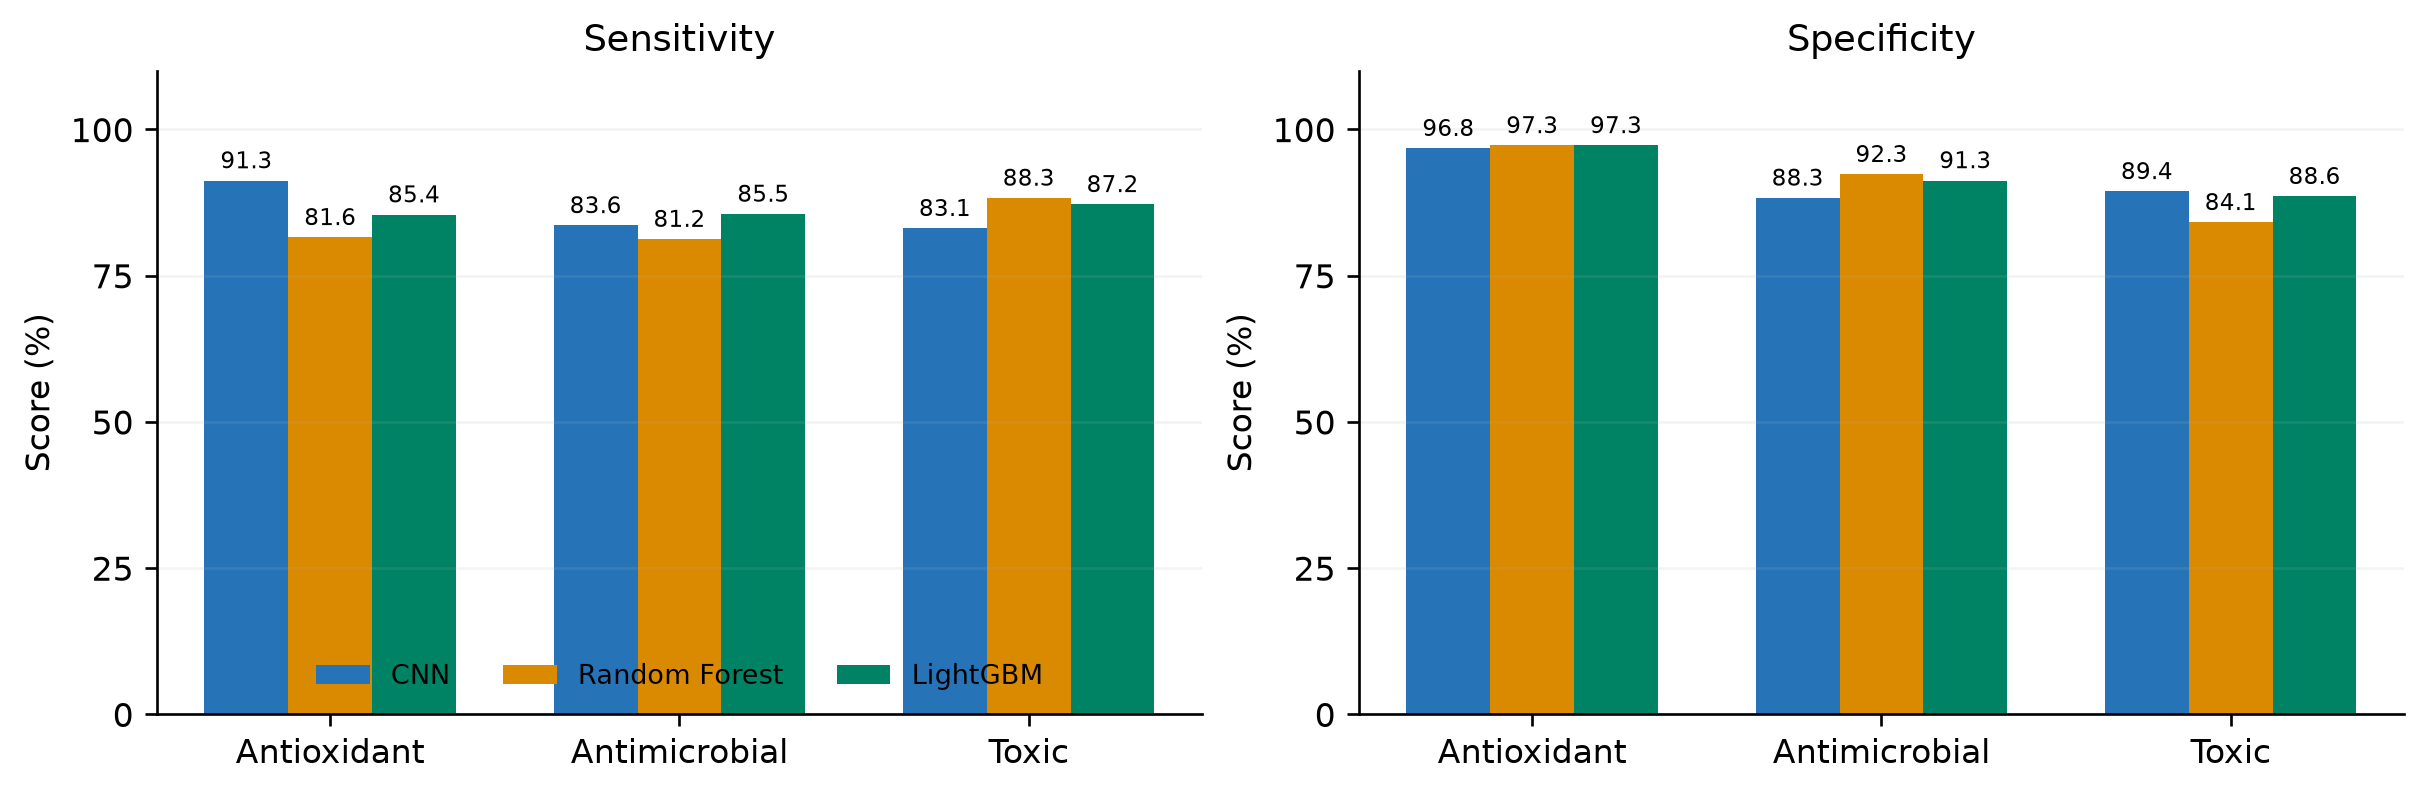 Sensitivity
Score (%)
100
75
50
25
0
91.3
81.6
85.4
83.6
81.2
85.5
83.1
88.3
87.2
CNN
Random Forest
LightGBM
Antioxidant
Antimicrobial
Toxic
Specificity
Score (%)
100
75
50
25
0
96.8
97.3
97.3
88.3
92.3
91.3
89.4
84.1
88.6
Antioxidant
Antimicrobial
Toxic